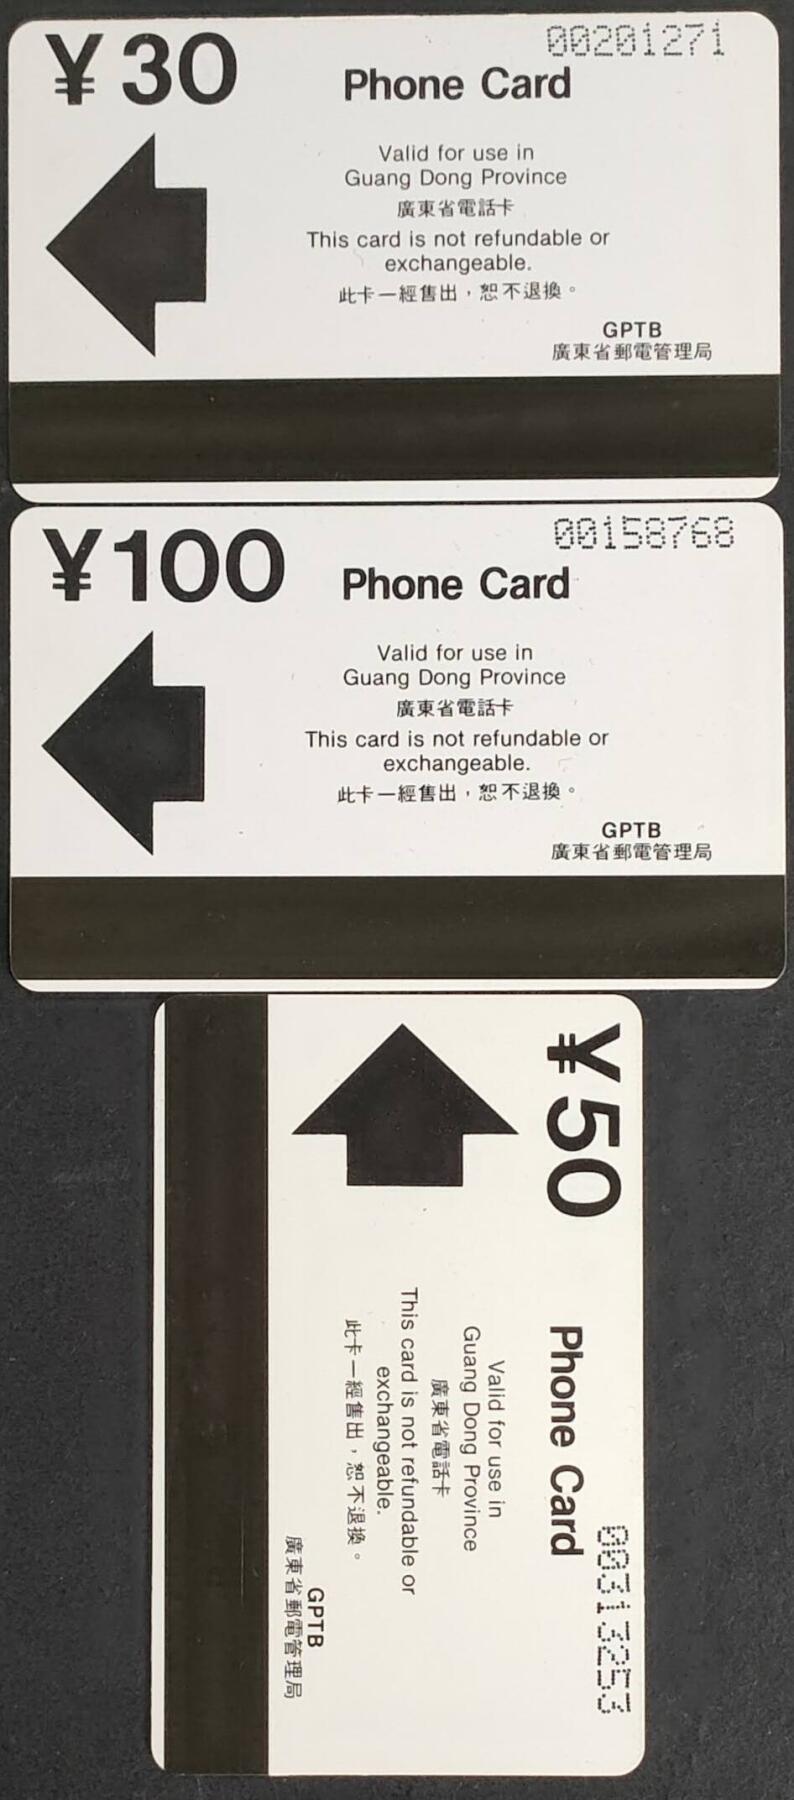 ¥30
00201271
Phone Card
Valid for use in
Guang Dong Province
廣東省電話卡
This card is not refundable or
exchangeable.
此卡一經售出，恕不退換。
GPTB
廣東省郵電管理局
¥100
00158768
Phone Card
Valid for use in
Guang Dong Province
廣東省電話卡
This card is not refundable or
exchangeable.
此卡一經售出，恕不退換。
GPTB
廣東省郵電管理局
¥50
00313253
Phone Card
Valid for use in
Guang Dong Province
廣東省電話卡
This card is not refundable or
exchangeable.
此卡一經售出，恕不退換。
GPTB
廣東省郵電管理局